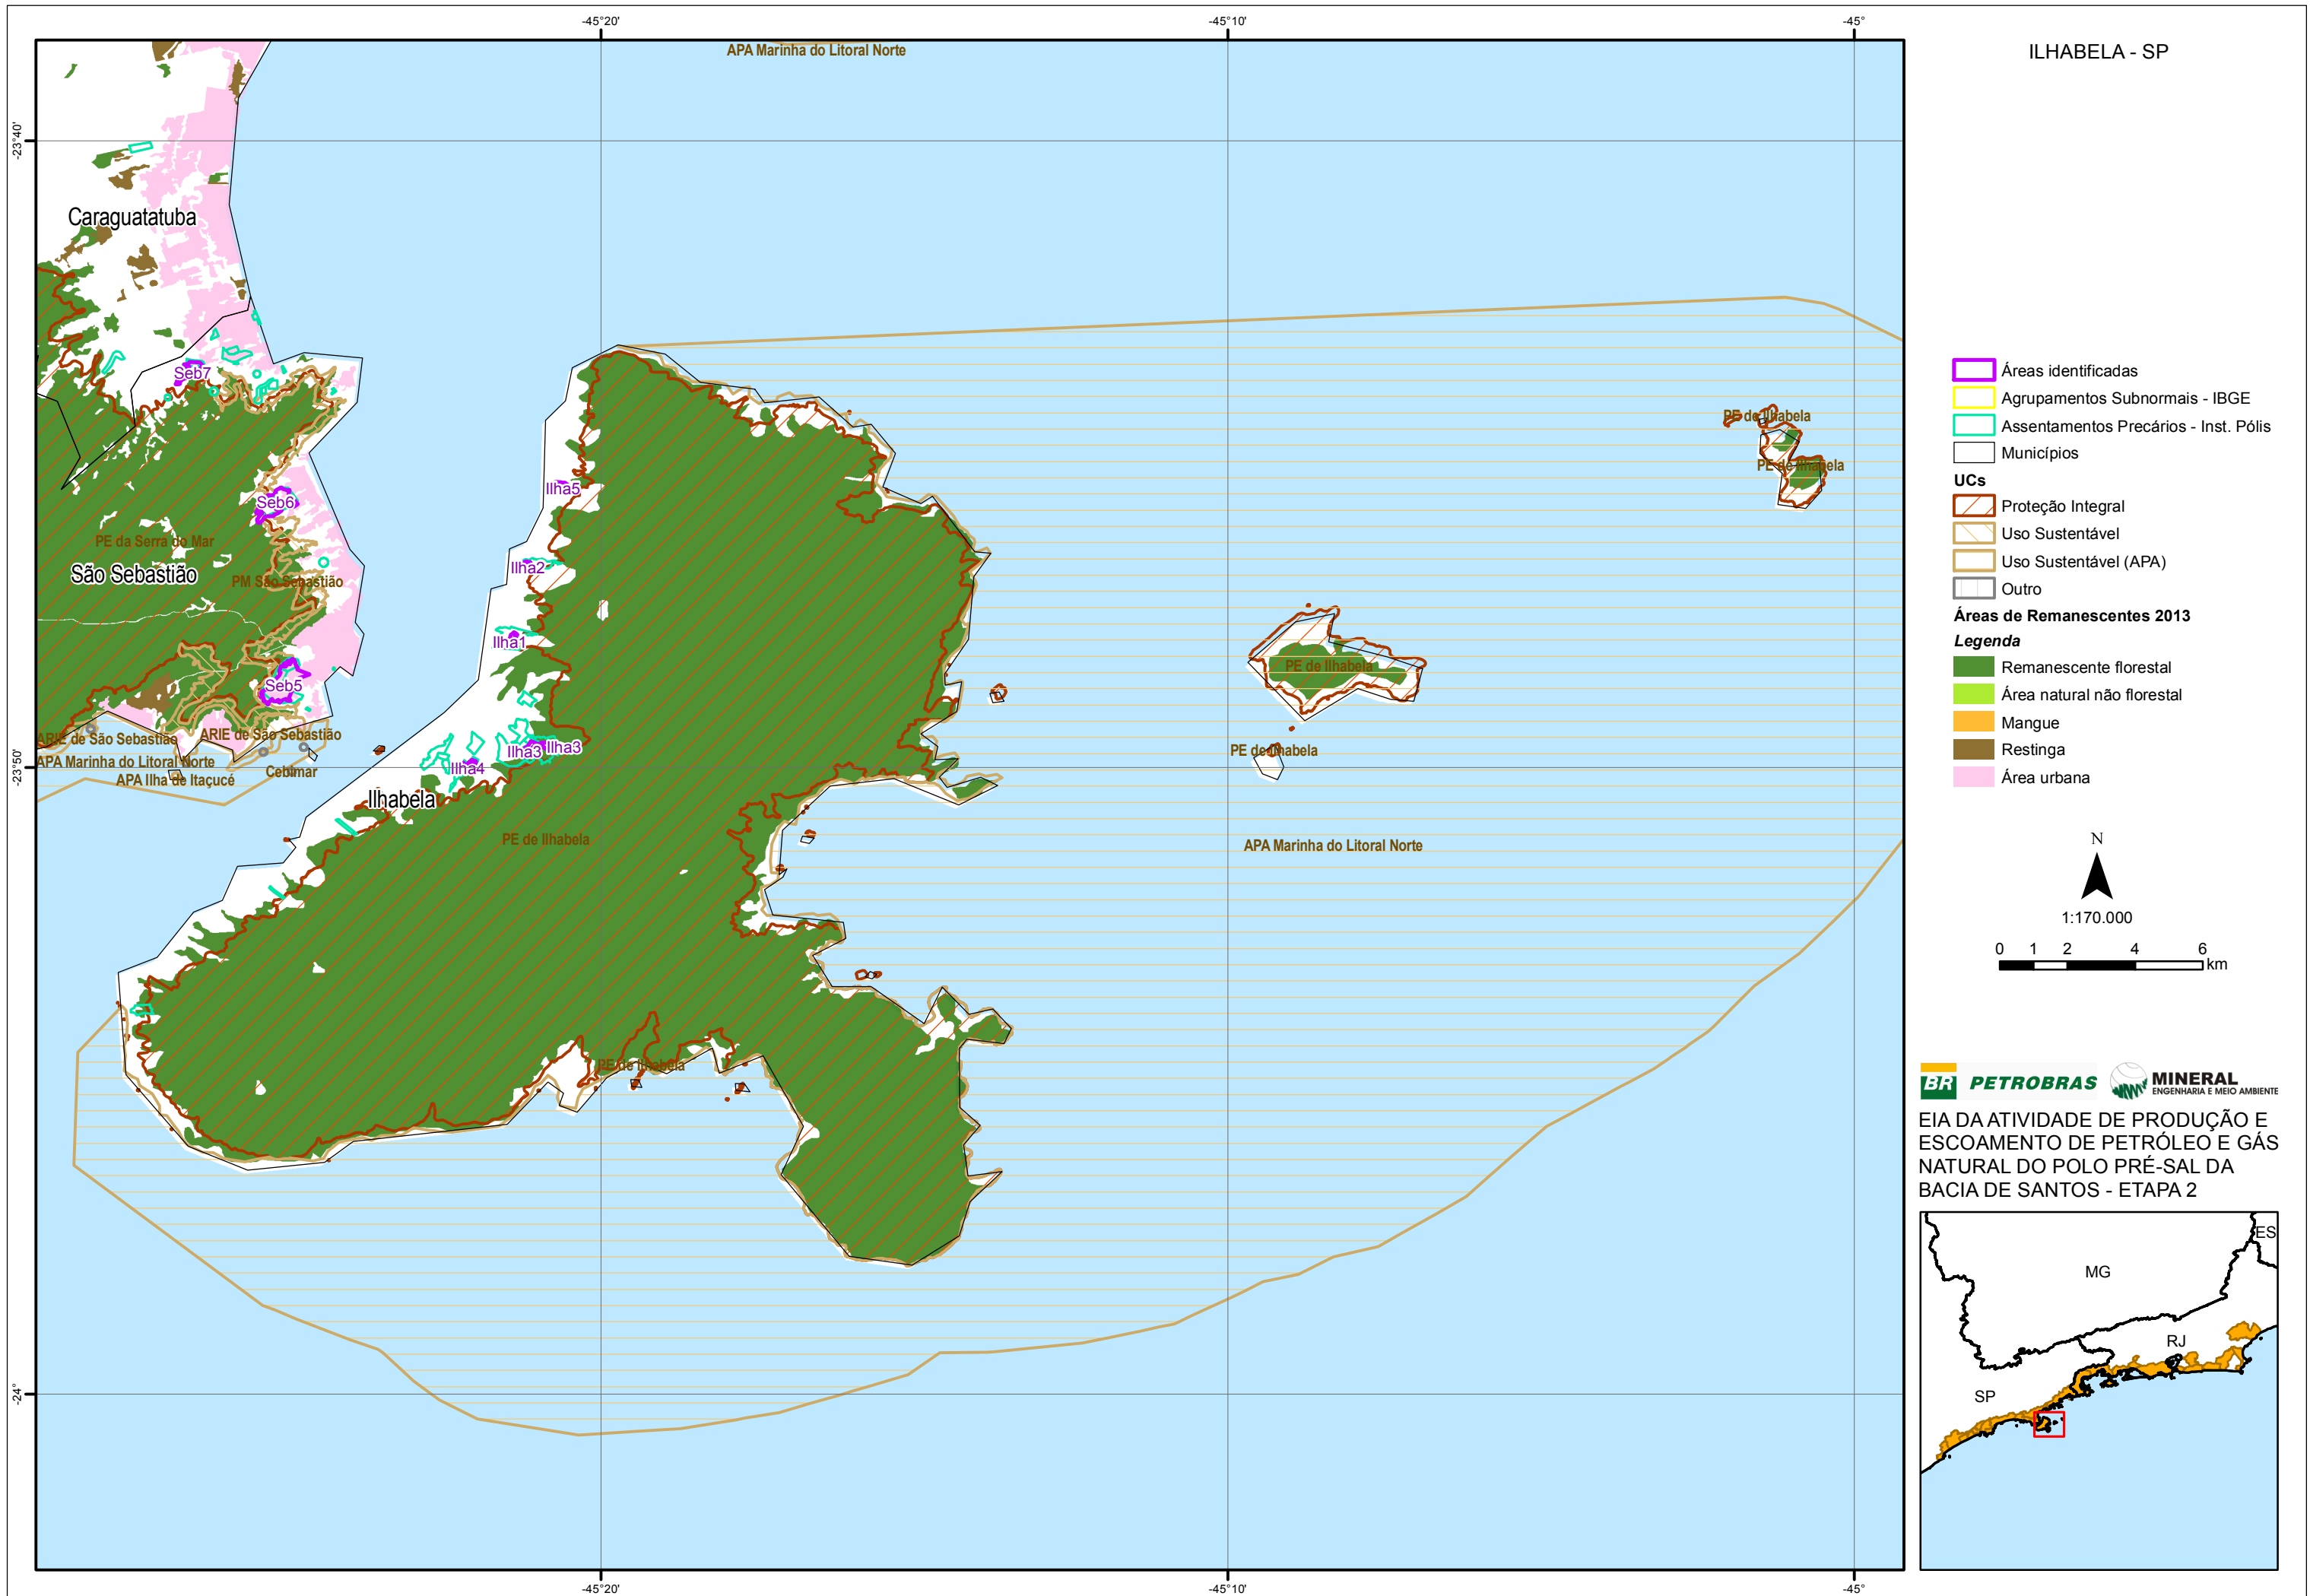 -45°20'
-45°10'
-45°
ILHABELA - SP
APA Marinha do Litoral Norte
-23°40'
Caraguatatuba
Seb7
Áreas identificadas
Agrupamentos Subnormais - IBGE
Assentamentos Precários - Inst. Pólis
Municípios
UCs
Proteção Integral
Uso Sustentável
Uso Sustentável (APA)
Outro
Áreas de Remanescentes 2013
Legenda
Remanescente florestal
Área natural não florestal
Mangue
Restinga
Área urbana
PE de Ilhabela
PE de Ilhabela
Ilha5
Seb6
PE da Serra do Mar
São Sebastião
PM São Sebastião
Ilha2
Ilha1
PE de Ilhabela
Seb5
ARIE de São Sebastião
ARIE de São Sebastião
Ilha3
Ilha3
PE de Ilhabela
APA Marinha do Litoral Norte
Cebimar
APA Ilha de Itaçucé
Ilha4
-23°50'
Ilhabela
PE de Ilhabela
APA Marinha do Litoral Norte
N
1:170.000
0 1 2 4 6
km
PE de Ilhabela
BR PETROBRAS
MINERAL
ENGENHARIA E MEIO AMBIENTE
EIA DA ATIVIDADE DE PRODUÇÃO E
ESCOAMENTO DE PETRÓLEO E GÁS
NATURAL DO POLO PRÉ-SAL DA
BACIA DE SANTOS - ETAPA 2
ES
MG
RJ
SP
-24°
-45°20'
-45°10'
-45°